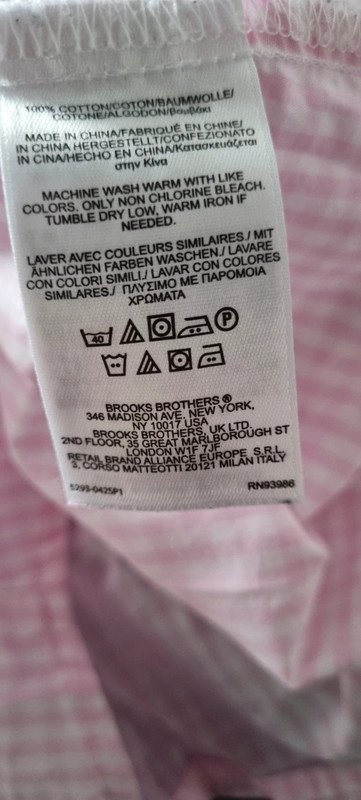 100% COTTON/COTON/BAUMWOLLE/
COTONE/ALGODON/βαμβάκι
MADE IN CHINA/FABRIQUÉ EN CHINE/
IN CHINA HERGESTELLT/CONFEZIONATO
IN CINA/HECHO EN CHINA/Κατασκευάζεται
στην Κίνα
MACHINE WASH WARM WITH LIKE
COLORS. ONLY NON CHLORINE BLEACH.
TUMBLE DRY LOW, WARM IRON IF
NEEDED.
LAVER AVEC COULEURS SIMILAIRES./ MIT
ÄHNLICHEN FARBEN WASCHEN./ LAVARE
CON COLORI SIMILI./ LAVAR CON COLORES
SIMILARES./ ΠΛΥΣΙΜΟ ΜΕ ΠΑΡΟΜΟΙΑ
ΧΡΩΜΑΤΑ
40 P
BROOKS BROTHERS ®
346 MADISON AVE. NEW YORK,
NY 10017 USA
BROOKS BROTHERS, UK LTD.
2ND FLOOR, 35 GREAT MARLBOROUGH ST
LONDON W1F 7JF
RETAIL BRAND ALLIANCE EUROPE S.R.L.
3, CORSO MATTEOTTI 20121 MILAN ITALY
5293-0425P1 RN93986